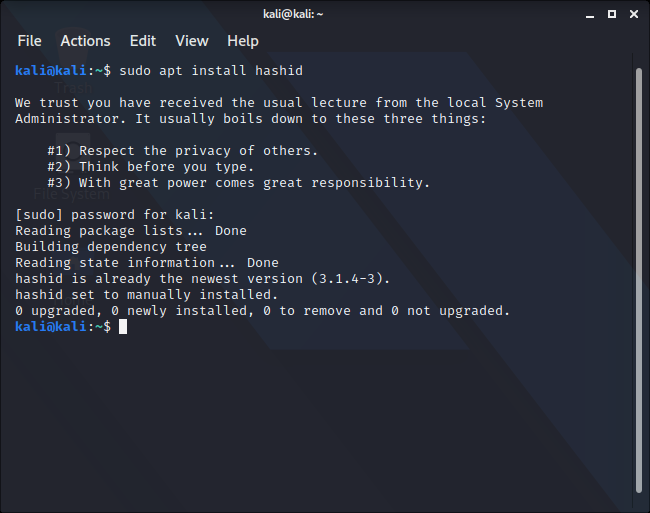 kali@kali: ~
File Actions Edit View Help
kali@kali:~$ sudo apt install hashid
We trust you have received the usual lecture from the local System
Administrator. It usually boils down to these three things:
#1) Respect the privacy of others.
#2) Think before you type.
#3) With great power comes great responsibility.
[sudo] password for kali:
Reading package lists... Done
Building dependency tree
Reading state information... Done
hashid is already the newest version (3.1.4-3).
hashid set to manually installed.
0 upgraded, 0 newly installed, 0 to remove and 0 not upgraded.
kali@kali:~$
Trash
File System